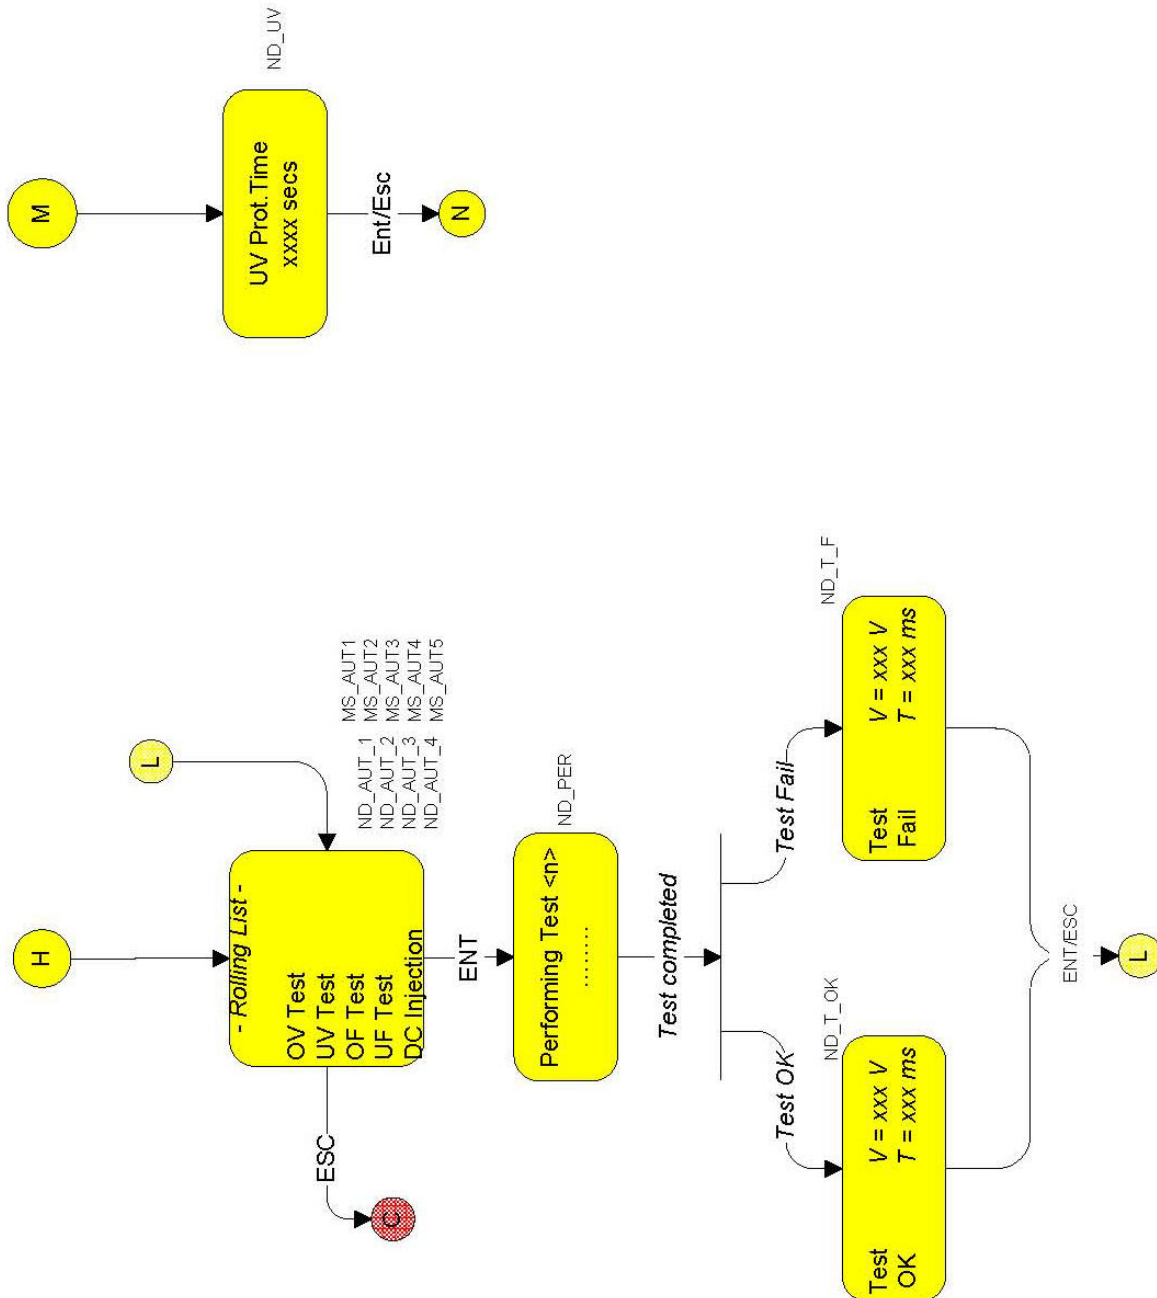 M
UV Prot.Time
xxxx secs
ND_UV
Ent/Esc
N
H
L
- Rolling List -
OV Test
UV Test
OF Test
UF Test
DC Injection
ND_AUT_1
ND_AUT_2
ND_AUT_3
ND_AUT_4
MS_AUT1
MS_AUT2
MS_AUT3
MS_AUT4
MS_AUT5
ESC
C
ENT
Performing Test <n>
.........
ND_PER
Test completed
Test OK
Test Fail
ND_T_OK
Test V = xxx V
OK T = xxx ms
ND_T_F
Test V = xxx V
Fail T = xxx ms
ENT/ESC
L